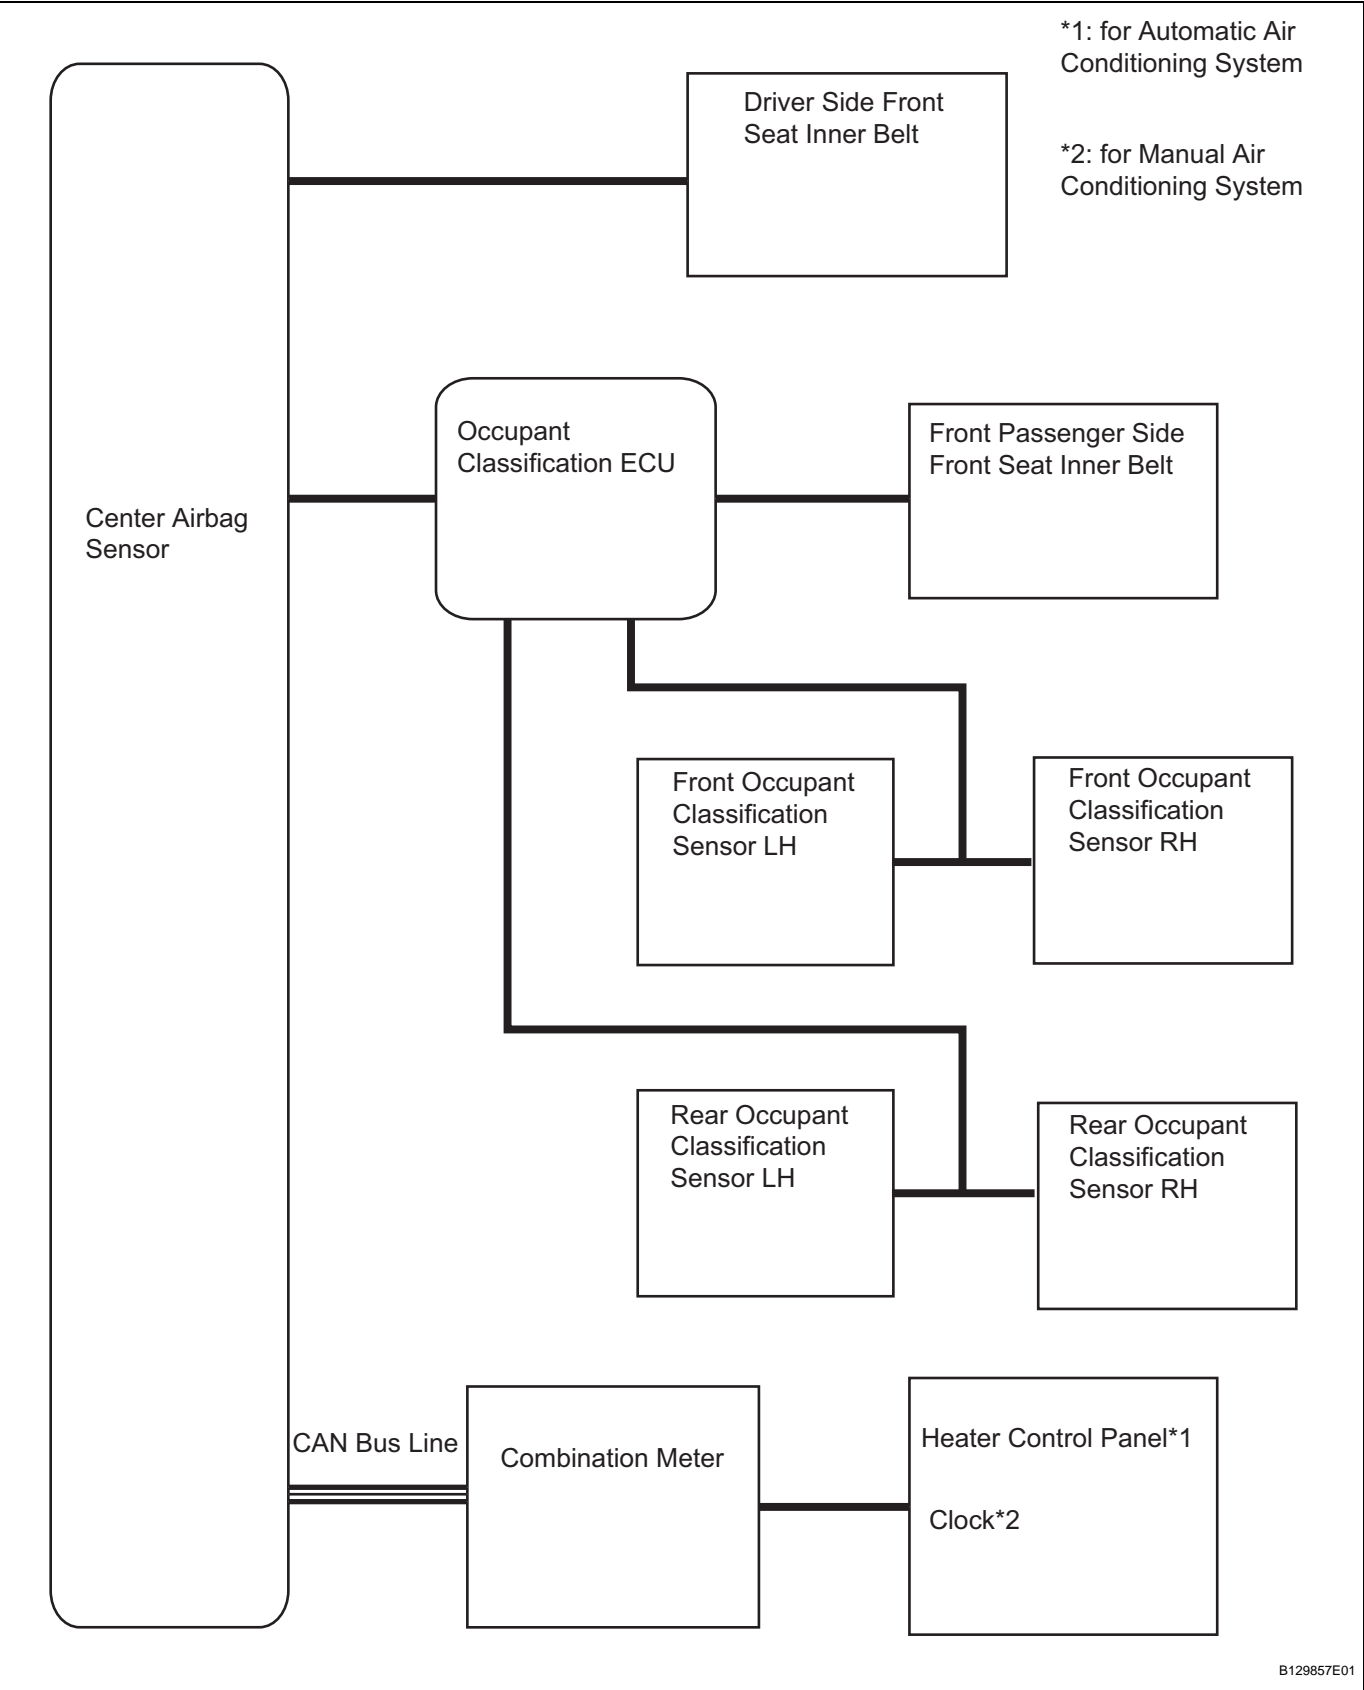 *1: for Automatic Air
Conditioning System
*2: for Manual Air
Conditioning System
Driver Side Front
Seat Inner Belt
Occupant
Classification ECU
Front Passenger Side
Front Seat Inner Belt
Center Airbag
Sensor
Front Occupant
Classification
Sensor LH
Front Occupant
Classification
Sensor RH
Rear Occupant
Classification
Sensor LH
Rear Occupant
Classification
Sensor RH
CAN Bus Line
Combination Meter
Heater Control Panel*1
Clock*2
B129857E01